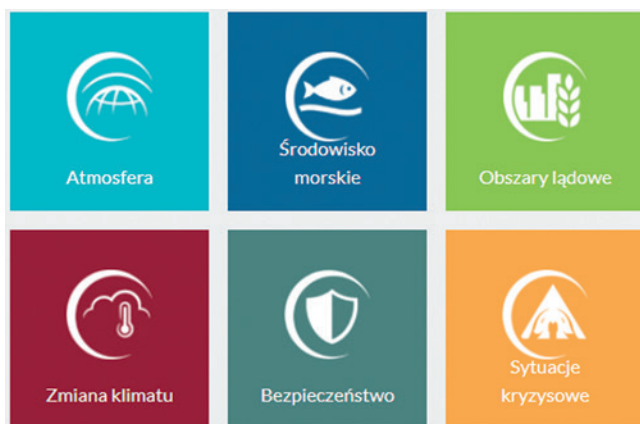 Atmosfera
Środowisko
morskie
Obszary lądowe
Zmiana klimatu
Bezpieczeństwo
Sytuacje
kryzysowe